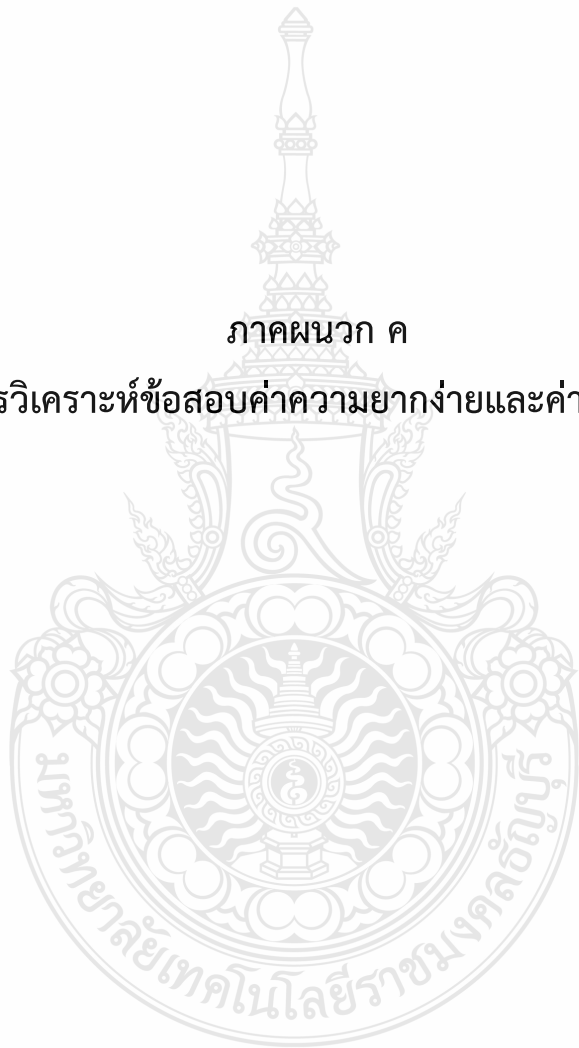 ภาคผนวก ค
รวิเคราะห์ข้อสอบค่าความยากง่ายและค่า
มหาวิทยาลัยเทคโนโลยีราชมงคลธัญบุรี